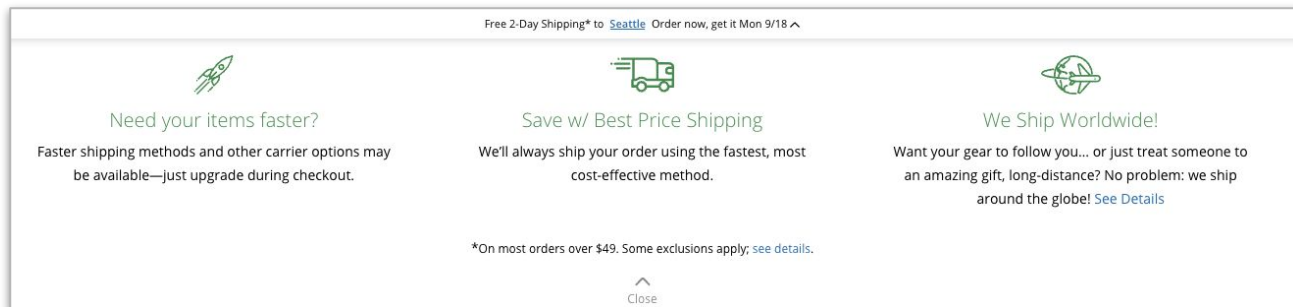 Free 2-Day Shipping* to Seattle Order now, get it Mon 9/18
Need your items faster?
Faster shipping methods and other carrier options may
be available—just upgrade during checkout.
Save w/ Best Price Shipping
We'll always ship your order using the fastest, most
cost-effective method.
We Ship Worldwide!
Want your gear to follow you... or just treat someone to
an amazing gift, long-distance? No problem: we ship
around the globe! See Details
*On most orders over $49. Some exclusions apply; see details.
Close